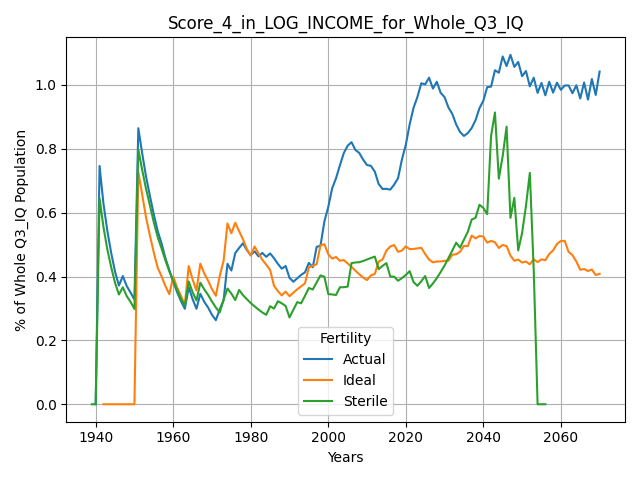 Score_4_in_LOG_INCOME_for_Whole_Q3_IQ
% of Whole Q3_IQ Population
1.0
0.8
0.6
0.4
0.2
0.0
Fertility
Actual
Ideal
Sterile
1940 1960 1980 2000 2020 2040 2060
Years